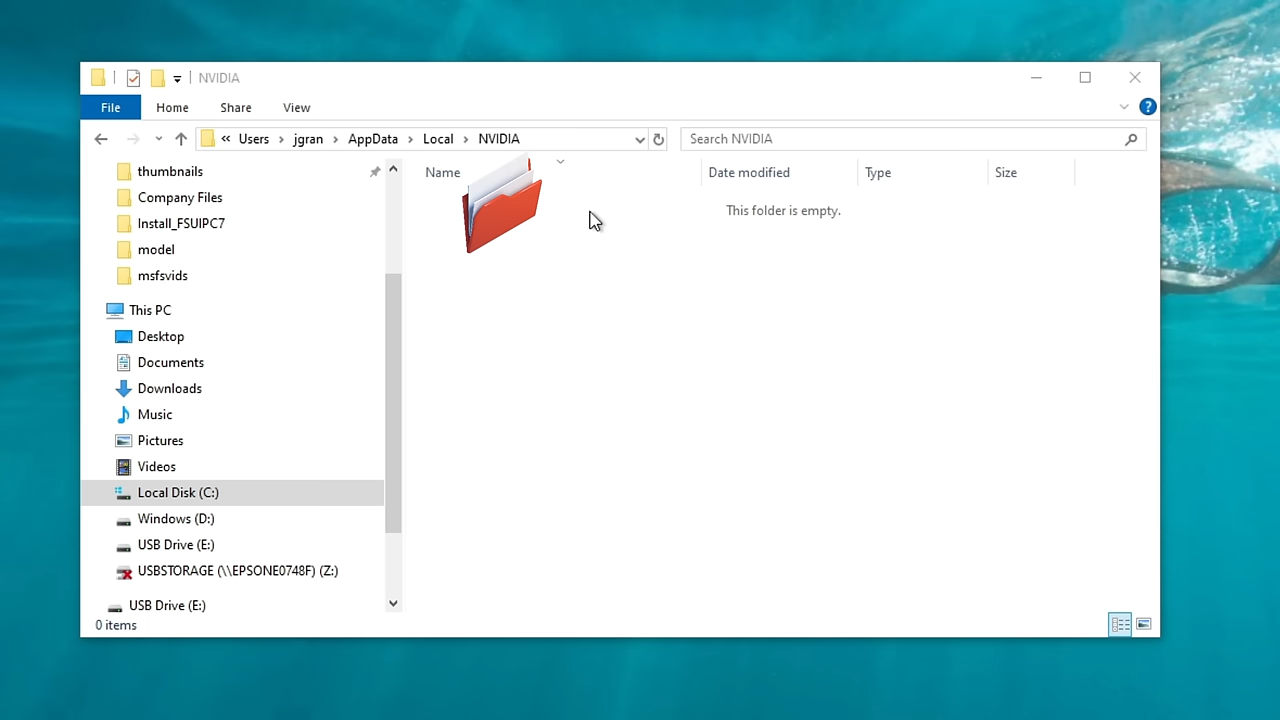 NVIDIA
File Home Share View
« Users › jgran › AppData › Local › NVIDIA
Search NVIDIA
Name Date modified Type Size
This folder is empty.
thumbnails
Company Files
Install_FSUIPC7
model
msfsvids
This PC
Desktop
Documents
Downloads
Music
Pictures
Videos
Local Disk (C:)
Windows (D:)
USB Drive (E:)
USBSTORAGE (\\EPSONE0748F) (Z:)
USB Drive (E:)
0 items